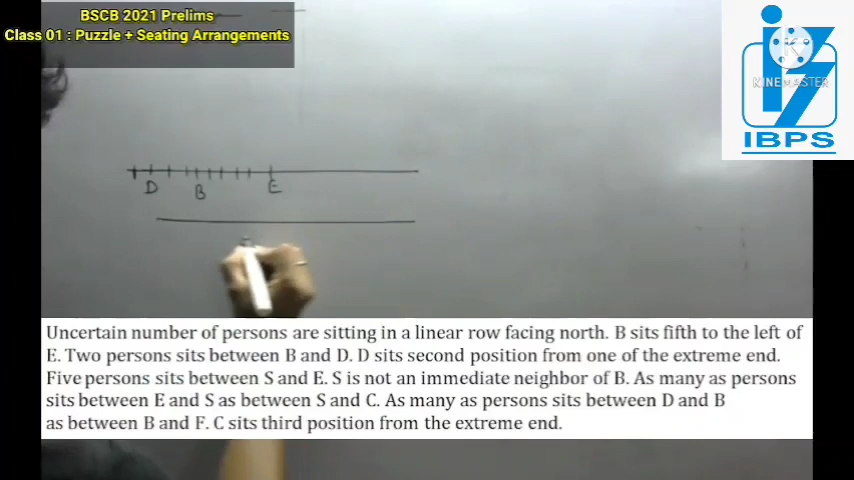 BSCB 2021 Prelims
Class 01 : Puzzle + Seating Arrangements
KINEMASTER
IBPS
D B E
Uncertain number of persons are sitting in a linear row facing north. B sits fifth to the left of
E. Two persons sits between B and D. D sits second position from one of the extreme end.
Five persons sits between S and E. S is not an immediate neighbor of B. As many as persons
sits between E and S as between S and C. As many as persons sits between D and B
as between B and F. C sits third position from the extreme end.